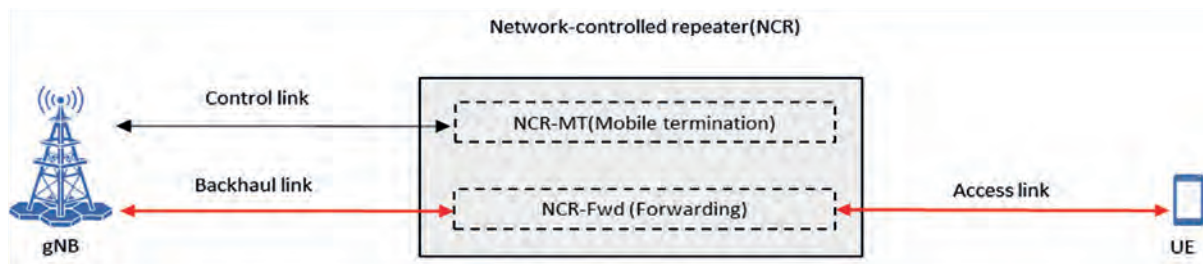 Network-controlled repeater(NCR)
Control link
NCR-MT(Mobile termination)
Backhaul link
NCR-Fwd (Forwarding)
Access link
gNB
UE